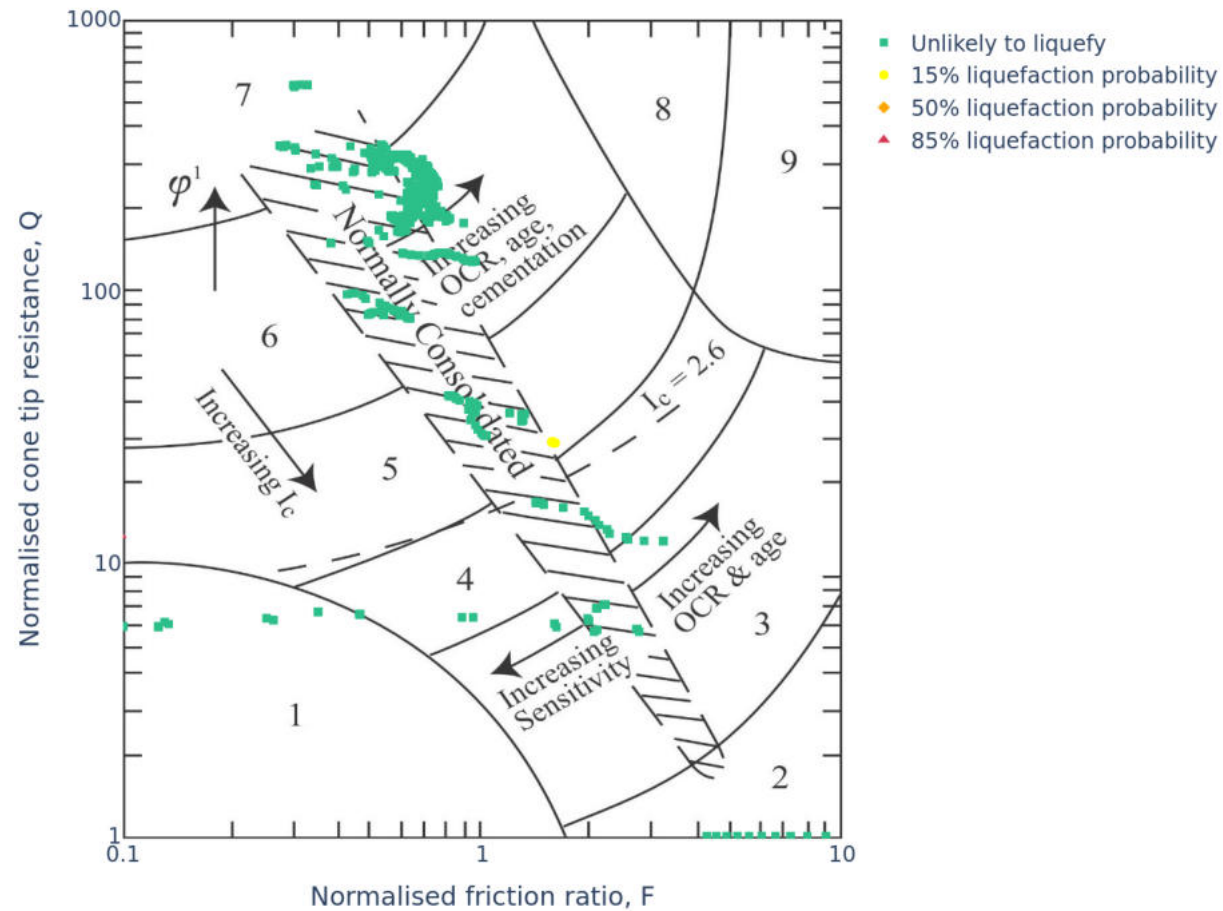 1000
100
10
1
0.1
1
10
Normalised cone tip resistance, Q
Normalised friction ratio, F
Unlikely to liquefy
15% liquefaction probability
50% liquefaction probability
85% liquefaction probability
7
8
9
φ1
Normally Consolidated
Increasing
OCR, age,
cementation
6
Ic = 2.6
Increasing Ic
5
4
Increasing
OCR & age
3
Increasing
Sensitivity
1
2